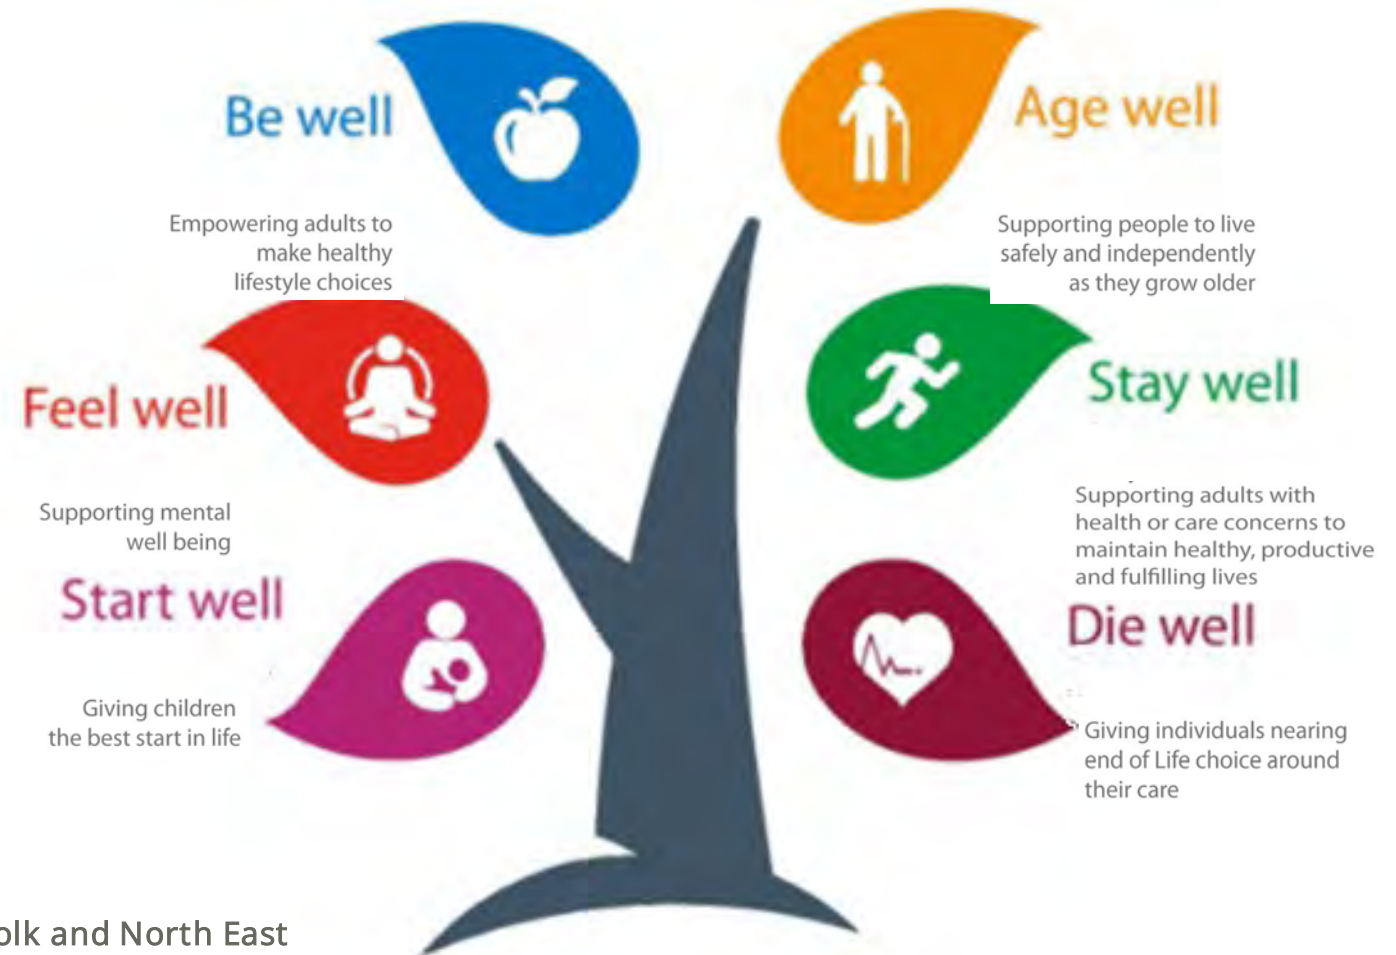 Be well
Empowering adults to
make healthy
lifestyle choices
Feel well
Supporting mental
well being
Start well
Giving children
the best start in life
Age well
Supporting people to live
safely and independently
as they grow older
Stay well
Supporting adults with
health or care concerns to
maintain healthy, productive
and fulfilling lives
Die well
Giving individuals nearing
end of Life choice around
their care
olk and North East